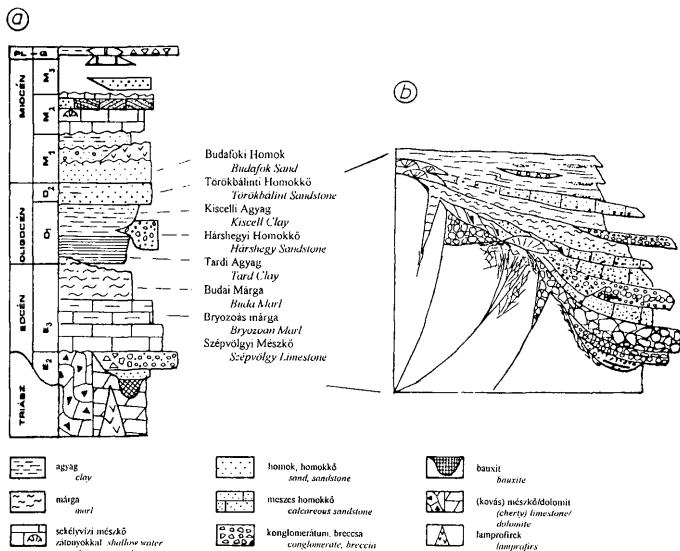 a
b
PL - Q
MIOCÉN
M3
M2
M1
OLIGOCÉN
O2
O1
EOCÉN
E3
E2
TRIÁSZ
Budafoki Homok
Budafok Sand
Törökbálinti Homokkő
Törökbálint Sandstone
Kiscelli Agyag
Kiscell Clay
Hárshegyi Homokkő
Hárshegy Sandstone
Tardi Agyag
Tard Clay
Budai Márga
Buda Marl
Bryozoás márga
Bryozoan Marl
Szépvölgyi Mészkő
Szépvölgy Limestone
agyag
clay
márga
marl
sekélyvízi mészkő
zátonyokkal shallow water
homok, homokkő
sand, sandstone
meszes homokkő
calcareous sandstone
konglomerátum, breccsa
conglomerate, breccia
bauxit
bauxite
(kovás) mészkő/dolomit
(cherty) limestone/
dolomite
lamprofirek
lamprofirs